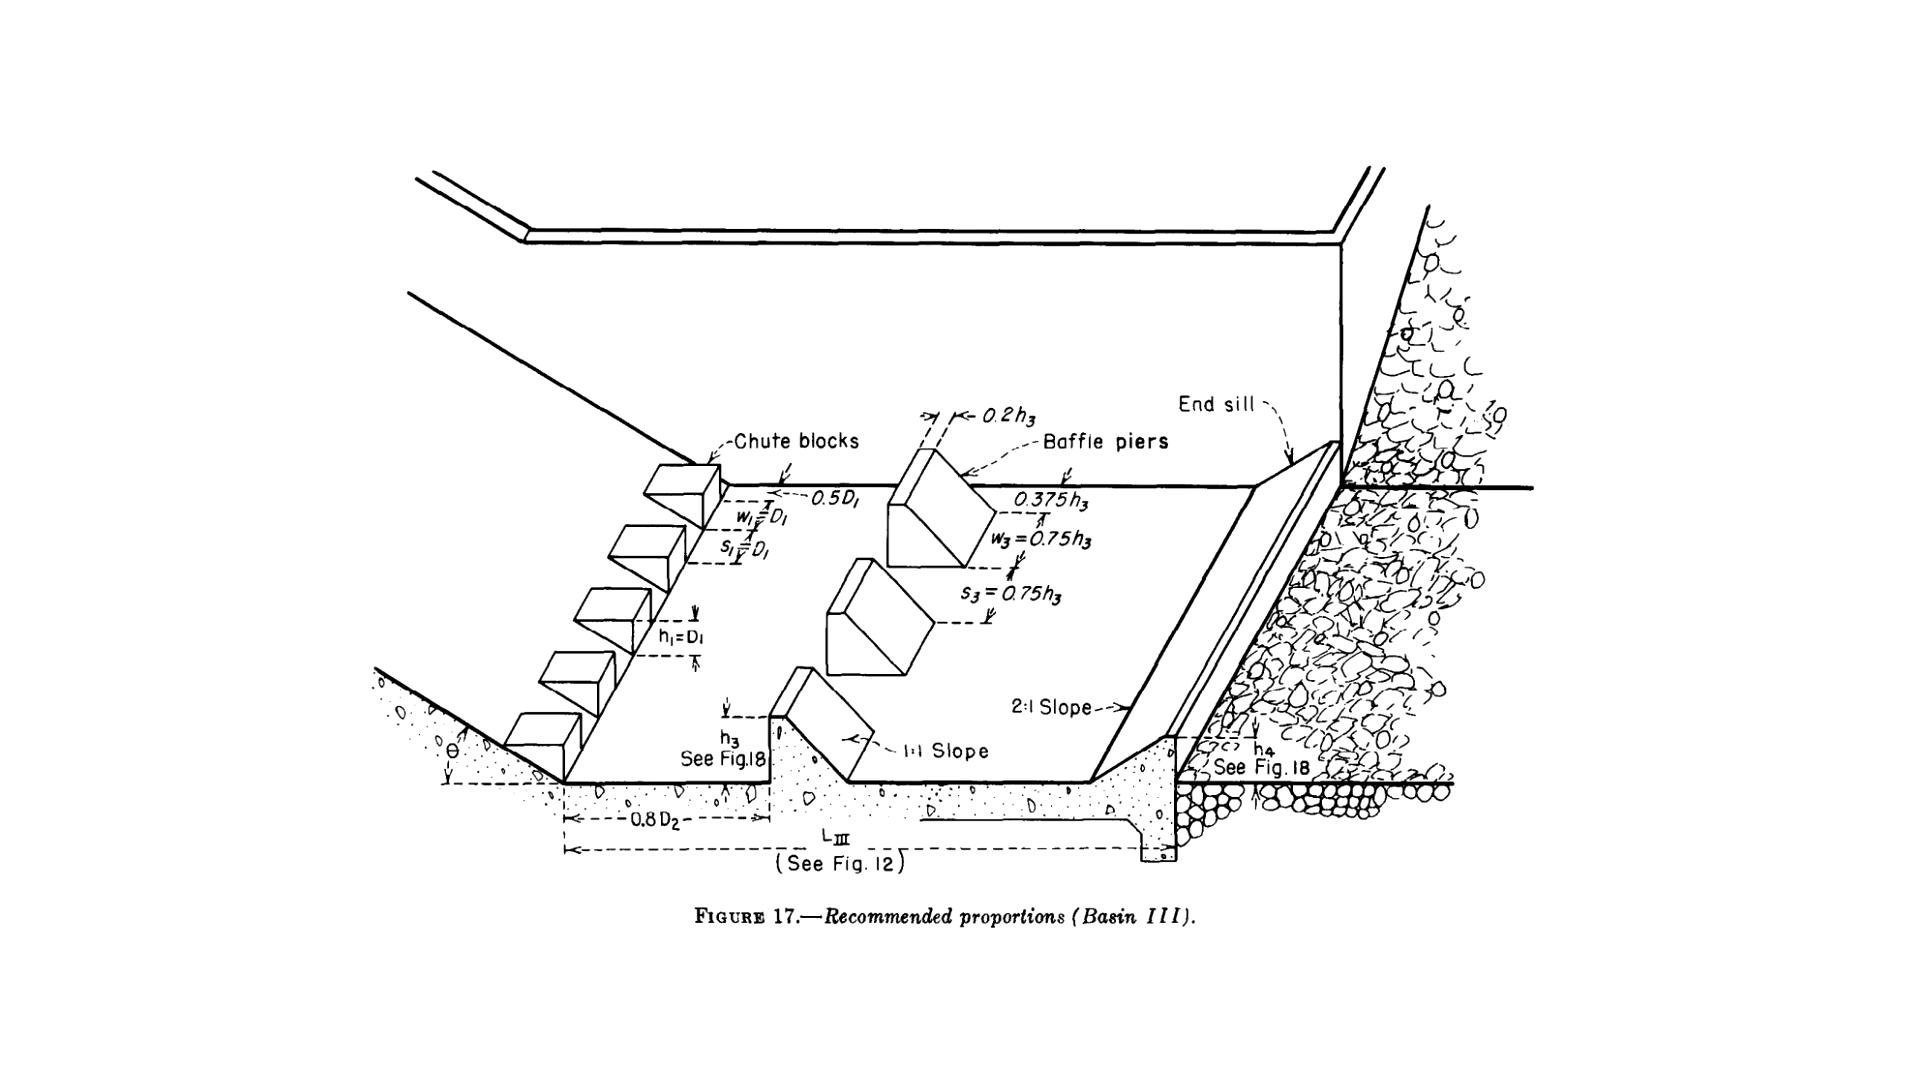 0.2h₃
End sill
Chute blocks
Baffle piers
0.5D₁
0.375h₃
w₁=D₁
w₃=0.75h₃
s₁=D₁
s₃=0.75h₃
h₁=D₁
2:1 Slope
h₃
See Fig.18
1:1 Slope
h₄
See Fig. 18
θ
0.8D₂
L III
(See Fig. 12)
FIGURE 17.—Recommended proportions (Basin III).